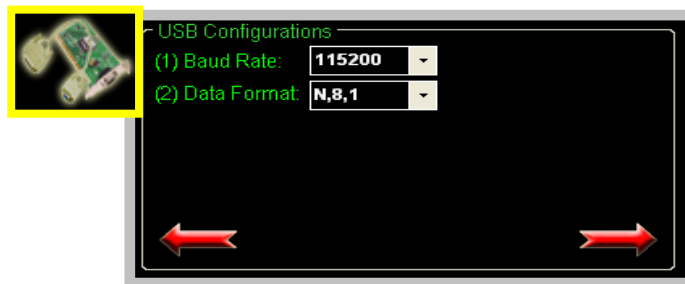 USB Configurations
(1) Baud Rate: 115200
(2) Data Format: N,8,1